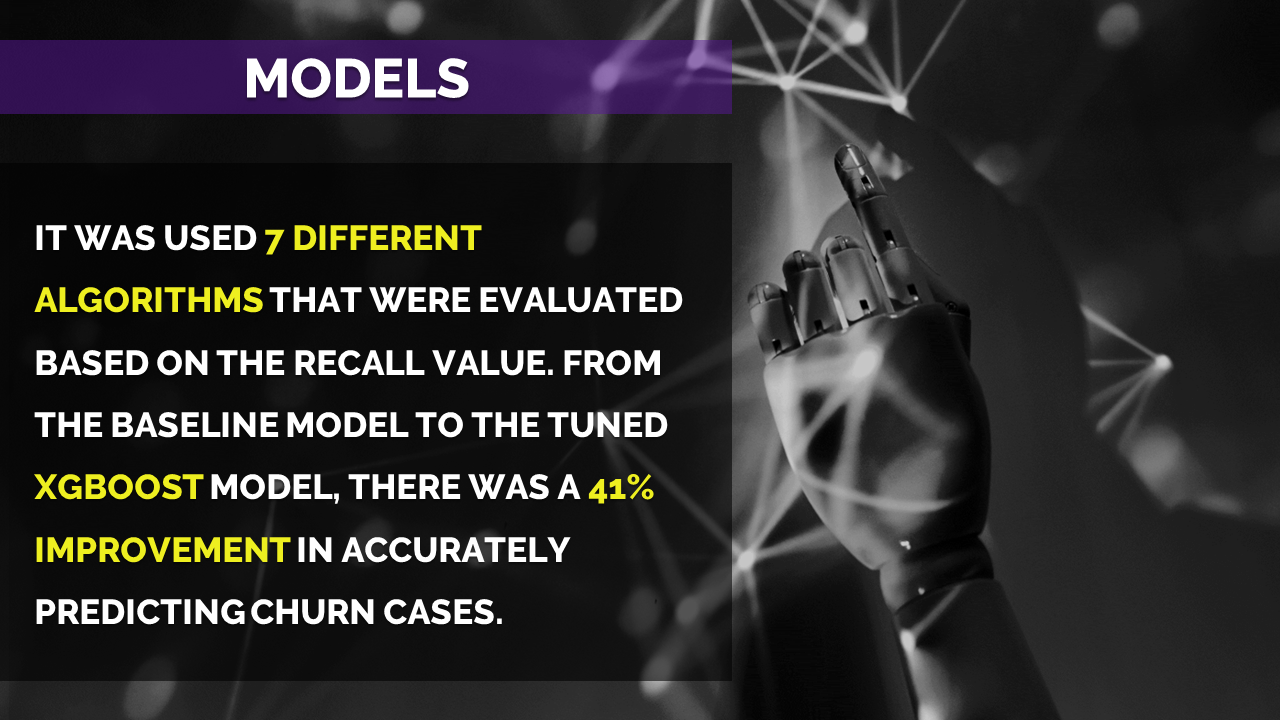 MODELS
IT WAS USED 7 DIFFERENT
ALGORITHMS THAT WERE EVALUATED
BASED ON THE RECALL VALUE. FROM
THE BASELINE MODEL TO THE TUNED
XGBOOST MODEL, THERE WAS A 41%
IMPROVEMENT IN ACCURATELY
PREDICTING CHURN CASES.